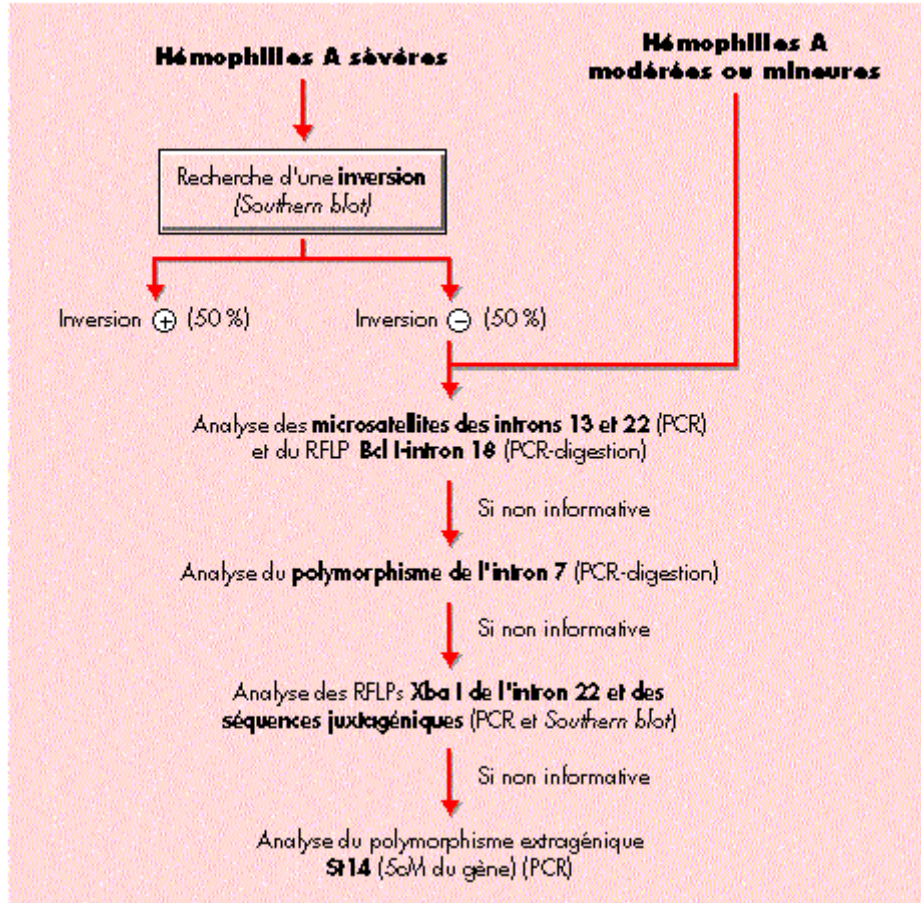 Hémophilies A sévères
Hémophilies A
modérées ou mineures
Recherche d'une inversion
(Southern blot)
Inversion + (50 %)
Inversion − (50 %)
Analyse des microsatellites des introns 13 et 22 (PCR)
et du RFLP Bcl I-intron 18 (PCR-digestion)
Si non informative
Analyse du polymorphisme de l'intron 7 (PCR-digestion)
Si non informative
Analyse des RFLPs Xba I de l'intron 22 et des
séquences juxtagéniques (PCR et Southern blot)
Si non informative
Analyse du polymorphisme extragénique
St14 (5cM du gène) (PCR)